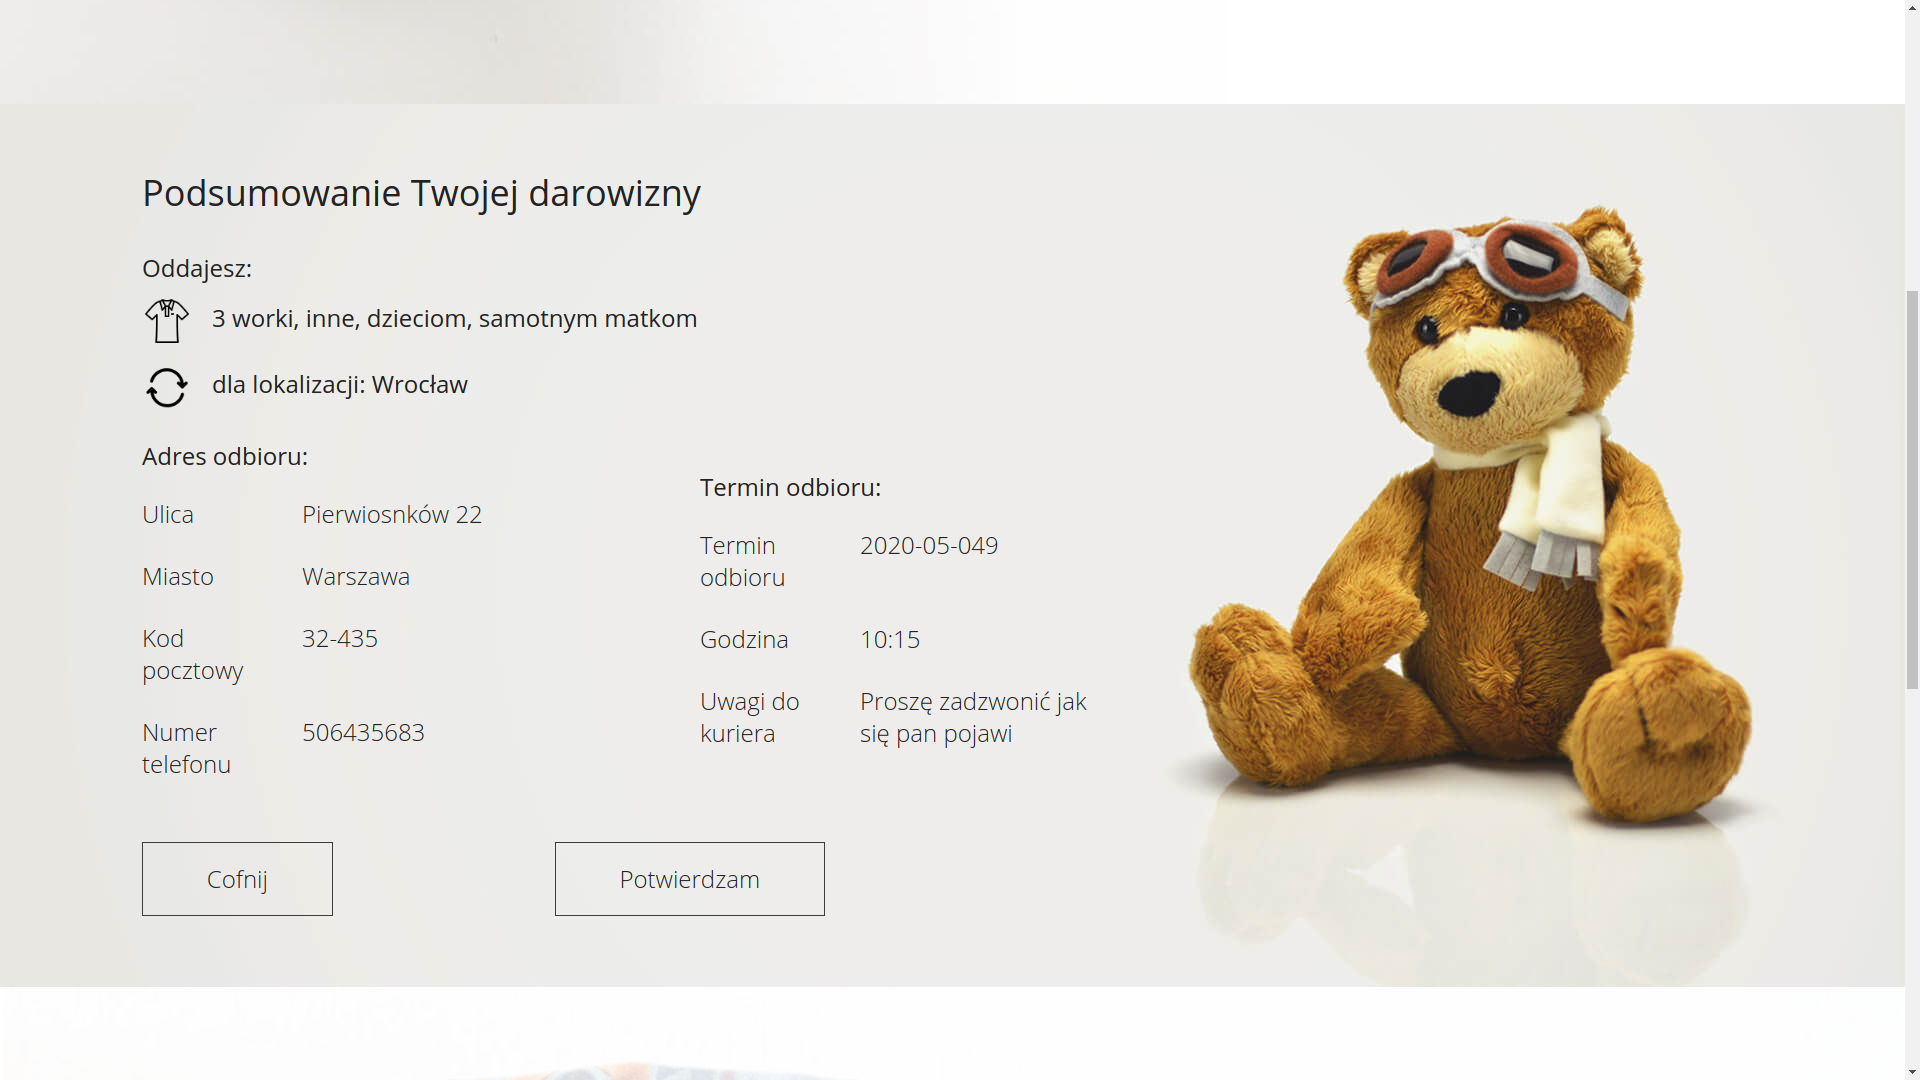 Podsumowanie Twojej darowizny
Oddajesz:
3 worki, inne, dzieciom, samotnym matkom
dla lokalizacji: Wrocław
Adres odbioru:
Ulica Pierwiosnków 22
Miasto Warszawa
Kod 32-435
pocztowy
Numer 506435683
telefonu
Termin odbioru:
Termin 2020-05-049
odbioru
Godzina 10:15
Uwagi do Proszę zadzwonić jak
kuriera się pan pojawi
Cofnij
Potwierdzam